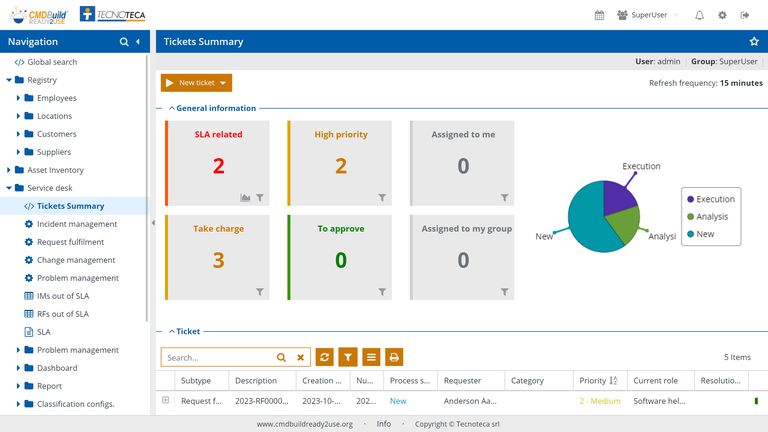 CMDBuild
READY2USE
TECNOTECA
SuperUser
Navigation
Tickets Summary
User: admin Group: SuperUser
New ticket
Refresh frequency: 15 minutes
Global search
Registry
Employees
Locations
Customers
Suppliers
Asset Inventory
Service desk
Tickets Summary
Incident management
Request fulfilment
Change management
Problem management
IMs out of SLA
RFs out of SLA
SLA
Problem management
Dashboard
Report
Classification configs.
General information
SLA related
2
High priority
2
Assigned to me
0
Take charge
3
To approve
0
Assigned to my group
0
Execution
Analysi
New
Execution
Analysis
New
Ticket
Search...
5 Items
Subtype Description Creation ... Nu... Process s... Requester Category Priority Current role Resolutio...
Request f... 2023-RF0000... 2023-10-... 202... New Anderson Aa... 2 - Medium Software hel...
www.cmdbuildready2use.org · Info · Copyright © Tecnoteca srl